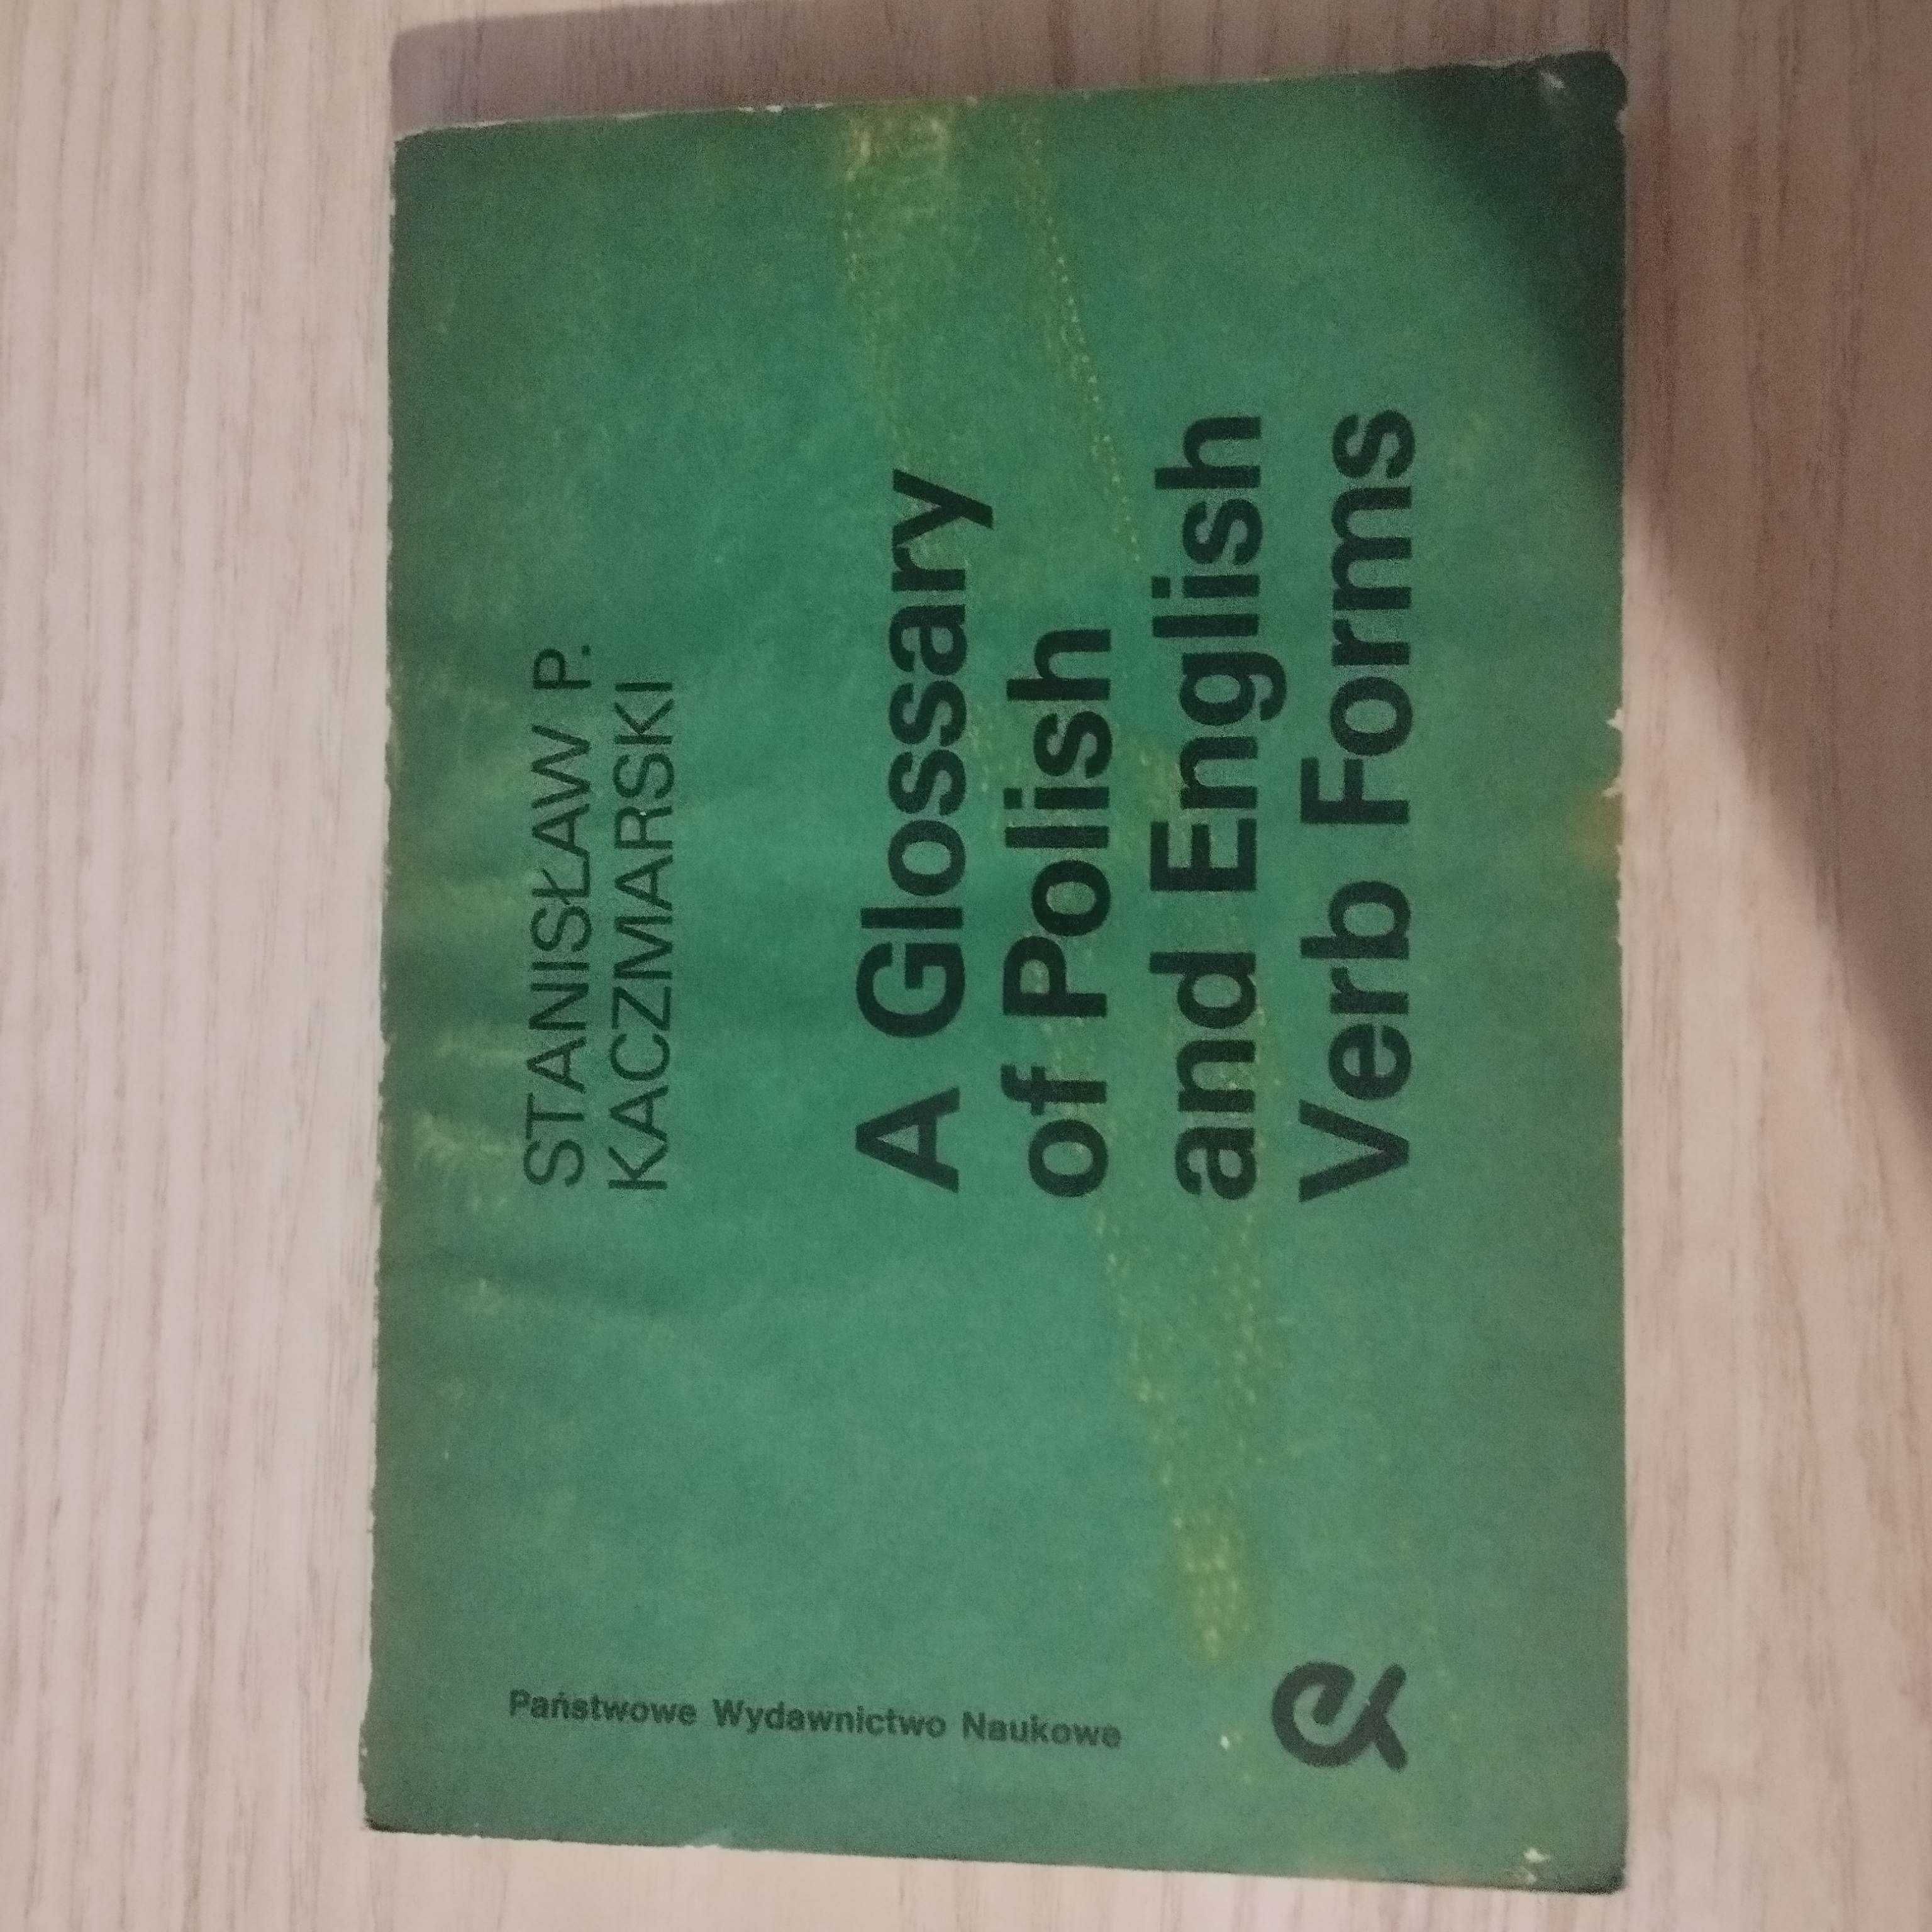 STANISŁAW P.
KACZMARSKI
A Glossary
of Polish
and English
Verb Forms
Państwowe Wydawnictwo Naukowe